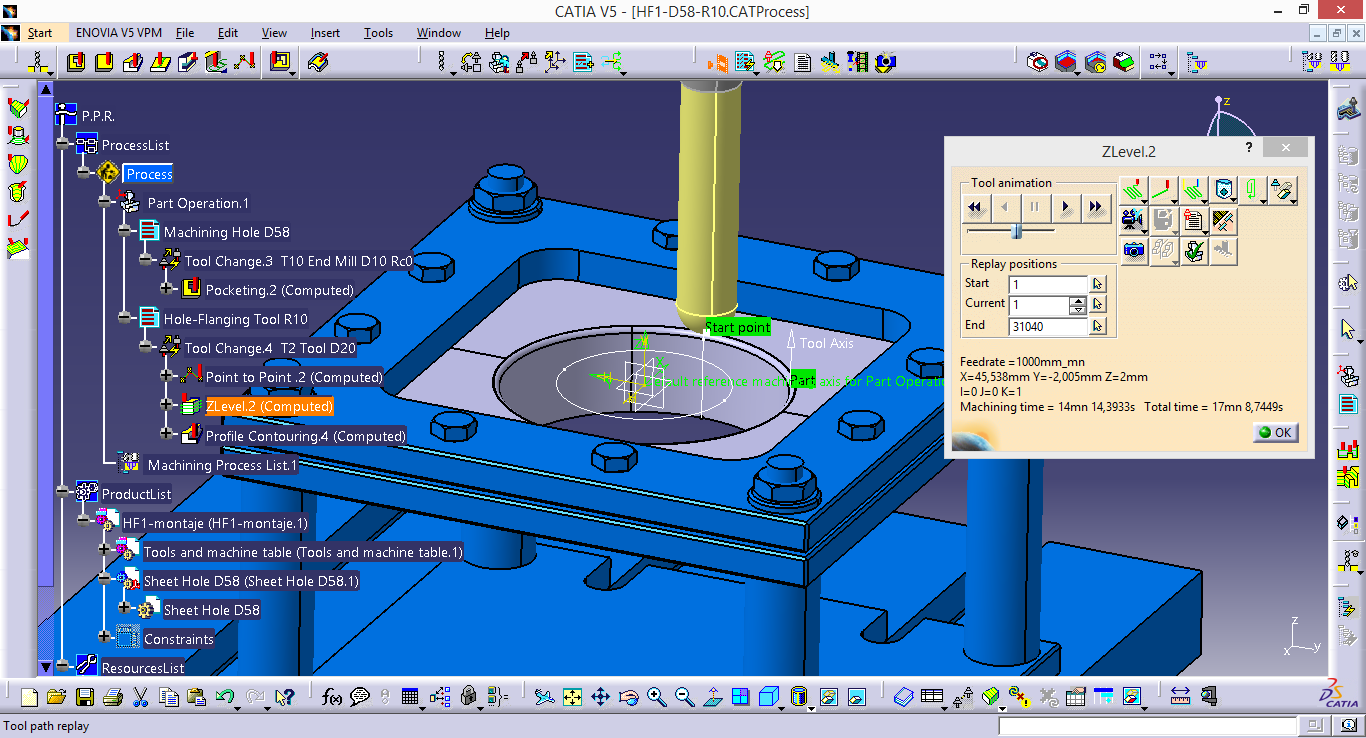 CATIA V5 - [HF1-D58-R10.CATProcess]
Start ENOVIA V5 VPM File Edit View Insert Tools Window Help
P.P.R.
ProcessList
Process
Part Operation.1
Machining Hole D58
Tool Change.3 T10 End Mill D10 Rc0
Pocketing.2 (Computed)
Hole-Flanging Tool R10
Tool Change.4 T2 Tool D20
Point to Point .2 (Computed)
ZLevel.2 (Computed)
Profile Contouring.4 (Computed)
Machining Process List.1
ProductList
HF1-montaje (HF1-montaje.1)
Tools and machine table (Tools and machine table.1)
Sheet Hole D58 (Sheet Hole D58.1)
Sheet Hole D58
Constraints
ResourcesList
z
Start point
Tool Axis
Part
reference machining axis for Part Operatio
ZLevel.2
?
Tool animation
Replay positions
Start 1
Current 1
End 31040
Feedrate =1000mm_mn
X=45,538mm Y=-2,005mm Z=2mm
I=0 J=0 K=1
Machining time = 14mn 14,3933s Total time = 17mn 8,7449s
OK
z
x y
f(x)
CATIA
Tool path replay